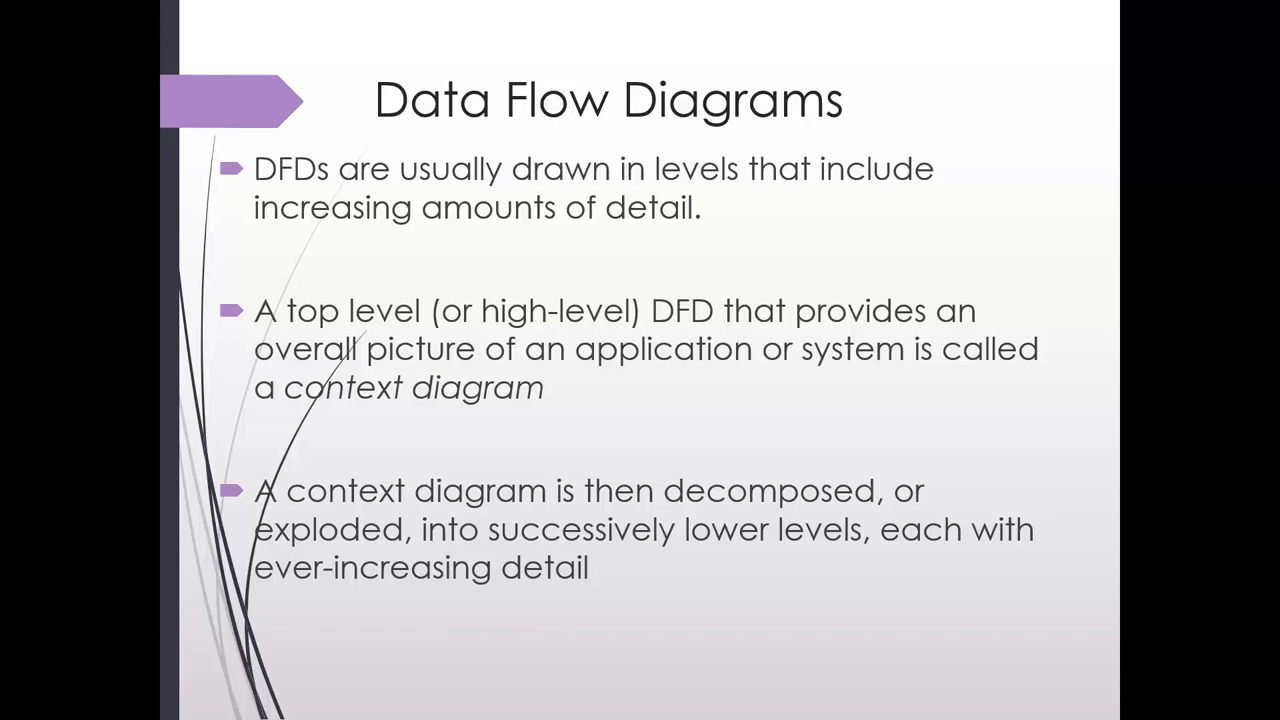 Data Flow Diagrams
DFDs are usually drawn in levels that include
increasing amounts of detail.
A top level (or high-level) DFD that provides an
overall picture of an application or system is called
a context diagram
A context diagram is then decomposed, or
exploded, into successively lower levels, each with
ever-increasing detail